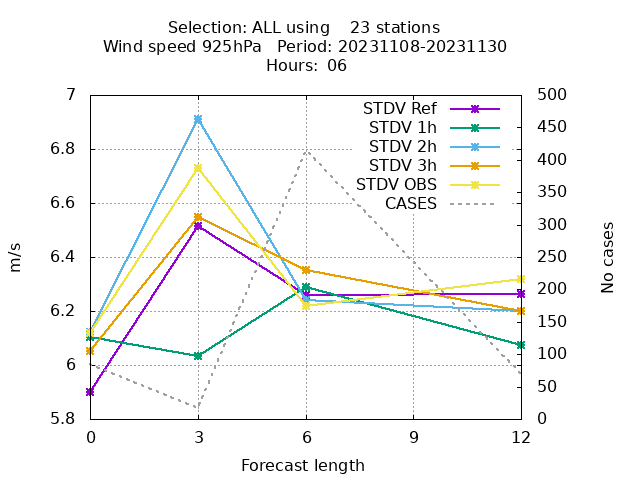 Selection: ALL using    23 stations
Wind speed 925hPa   Period: 20231108-20231130
Hours:  06
7
6.8
6.6
6.4
6.2
6
5.8
m/s
0
3
6
9
12
Forecast length
500
450
400
350
300
250
200
150
100
50
0
No cases
STDV Ref
STDV 1h
STDV 2h
STDV 3h
STDV OBS
CASES